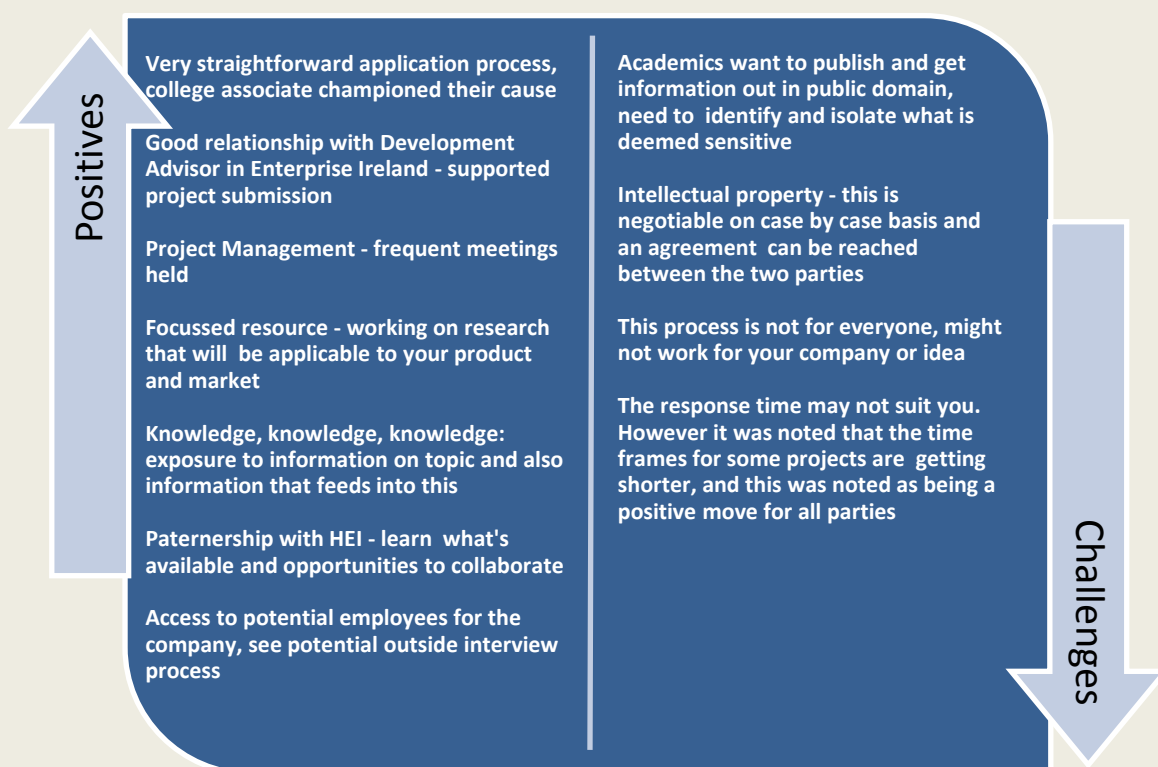 Positives
Very straightforward application process,
college associate championed their cause
Good relationship with Development
Advisor in Enterprise Ireland - supported
project submission
Project Management - frequent meetings
held
Focussed resource - working on research
that will  be applicable to your product
and market
Knowledge, knowledge, knowledge:
exposure to information on topic and also
information that feeds into this
Paternership with HEI - learn  what's
available and opportunities to collaborate
Access to potential employees for the
company, see potential outside interview
process
Academics want to publish and get
information out in public domain,
need to  identify and isolate what is
deemed sensitive
Intellectual property - this is
negotiable on case by case basis and
an agreement  can be reached
between the two parties
This process is not for everyone, might
not work for your company or idea
The response time may not suit you.
However it was noted that the time
frames for some projects are  getting
shorter, and this was noted as being a
positive move for all parties
Challenges